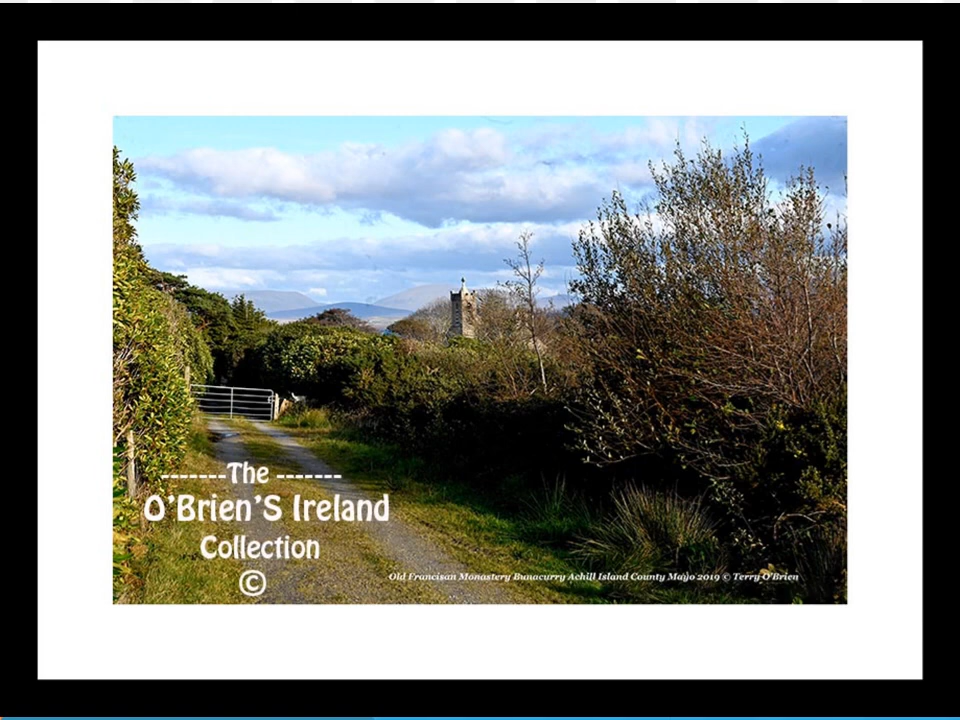 -------The -------
O'Brien'S Ireland
Collection
©
Old Francisan Monastery Bunacurry Achill Island County Mayo 2019 © Terry O'Brien